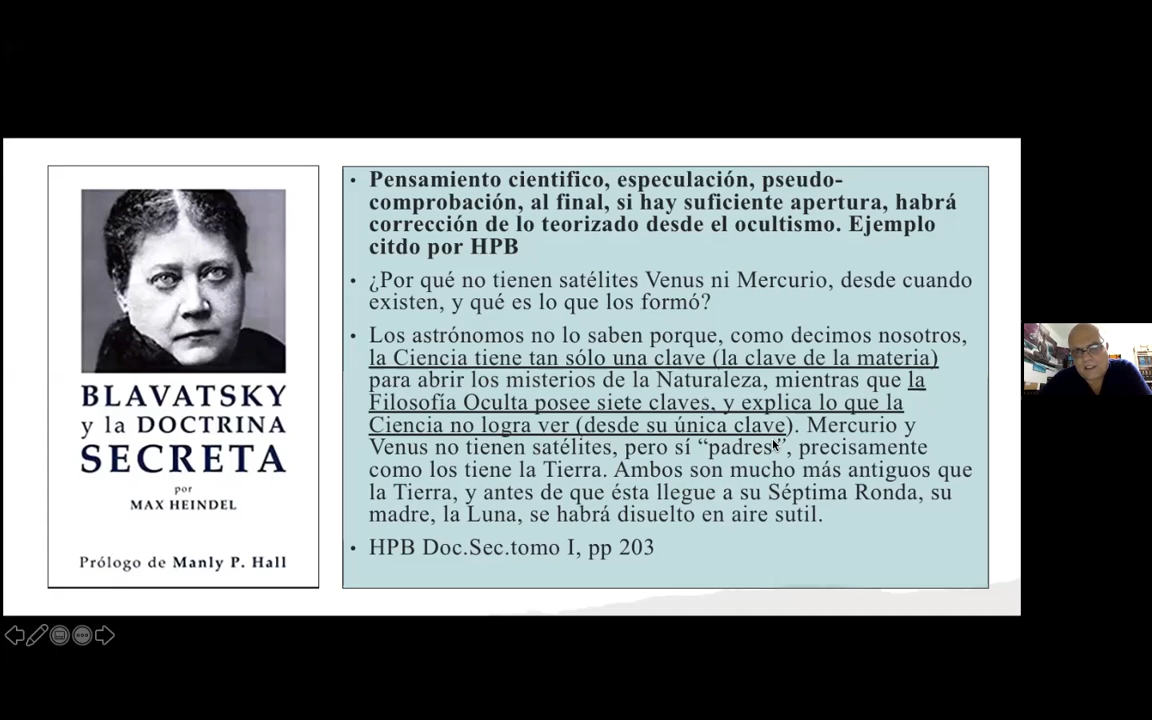 BLAVATSKY
y la DOCTRINA
SECRETA
por
MAX HEINDEL
Prólogo de Manly P. Hall
• Pensamiento cientifico, especulación, pseudo-
comprobación, al final, si hay suficiente apertura, habrá
corrección de lo teorizado desde el ocultismo. Ejemplo
citdo por HPB
• ¿Por qué no tienen satélites Venus ni Mercurio, desde cuando
existen, y qué es lo que los formó?
• Los astrónomos no lo saben porque, como decimos nosotros,
la Ciencia tiene tan sólo una clave (la clave de la materia)
para abrir los misterios de la Naturaleza, mientras que la
Filosofía Oculta posee siete claves, y explica lo que la
Ciencia no logra ver (desde su única clave). Mercurio y
Venus no tienen satélites, pero sí “padres”, precisamente
como los tiene la Tierra. Ambos son mucho más antiguos que
la Tierra, y antes de que ésta llegue a su Séptima Ronda, su
madre, la Luna, se habrá disuelto en aire sutil.
• HPB Doc.Sec.tomo I, pp 203